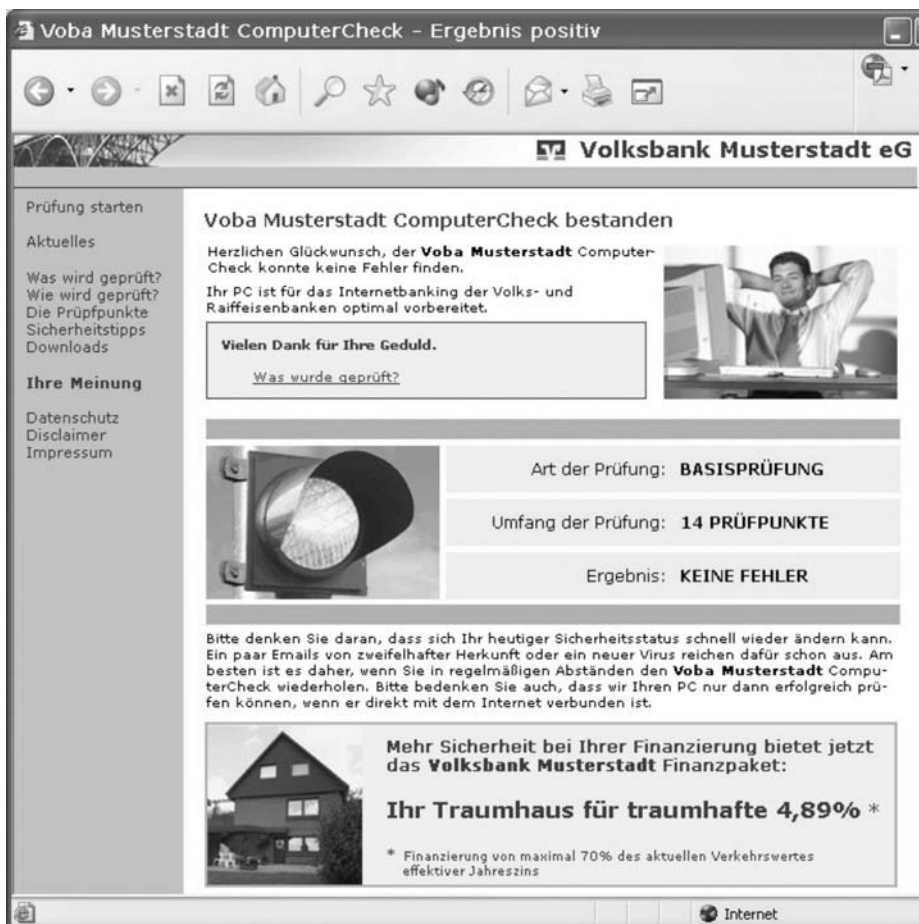 Voba Musterstadt ComputerCheck - Ergebnis positiv
Volksbank Musterstadt eG
Prüfung starten
Aktuelles
Was wird geprüft?
Wie wird geprüft?
Die Prüpfpunkte
Sicherheitstipps
Downloads
Ihre Meinung
Datenschutz
Disclaimer
Impressum
Voba Musterstadt ComputerCheck bestanden
Herzlichen Glückwunsch, der Voba Musterstadt Computer-
Check konnte keine Fehler finden.
Ihr PC ist für das Internetbanking der Volks- und
Raiffeisenbanken optimal vorbereitet.
Vielen Dank für Ihre Geduld.
Was wurde geprüft?
Art der Prüfung: BASISPRÜFUNG
Umfang der Prüfung: 14 PRÜFPUNKTE
Ergebnis: KEINE FEHLER
Bitte denken Sie daran, dass sich Ihr heutiger Sicherheitsstatus schnell wieder ändern kann.
Ein paar Emails von zweifelhafter Herkunft oder ein neuer Virus reichen dafür schon aus. Am
besten ist es daher, wenn Sie in regelmäßigen Abständen den Voba Musterstadt Compu-
terCheck wiederholen. Bitte bedenken Sie auch, dass wir Ihren PC nur dann erfolgreich prü-
fen können, wenn er direkt mit dem Internet verbunden ist.
Mehr Sicherheit bei Ihrer Finanzierung bietet jetzt
das Volksbank Musterstadt Finanzpaket:
Ihr Traumhaus für traumhafte 4,89% *
* Finanzierung von maximal 70% des aktuellen Verkehrswertes
effektiver Jahreszins
Internet